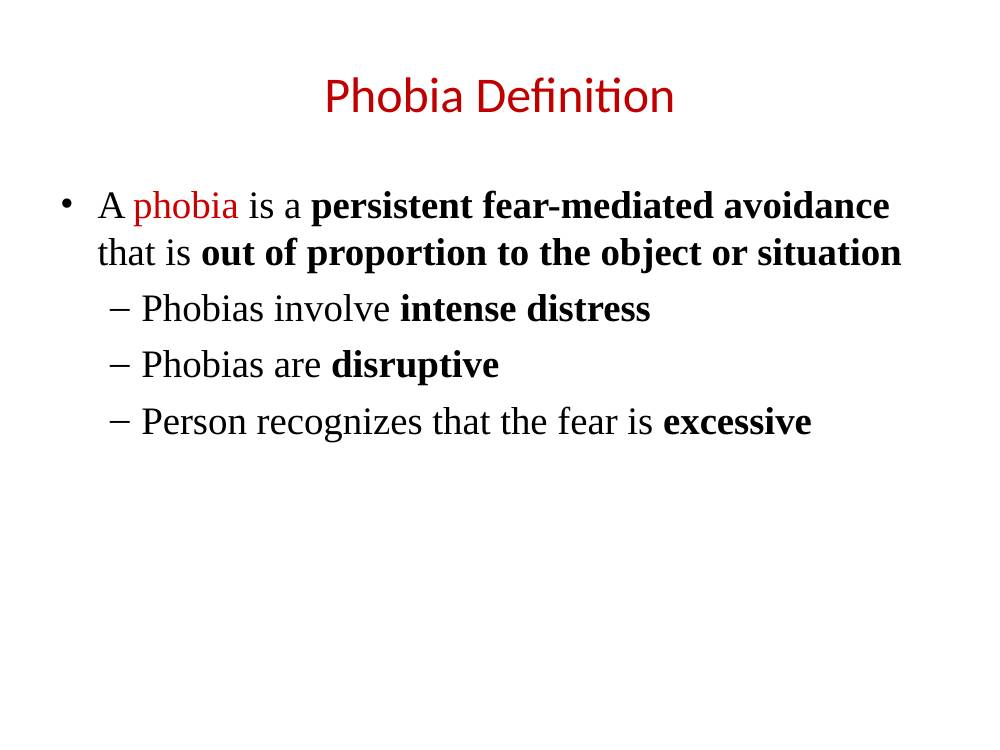 Phobia Definition
• A phobia is a persistent fear-mediated avoidance
that is out of proportion to the object or situation
– Phobias involve intense distress
– Phobias are disruptive
– Person recognizes that the fear is excessive